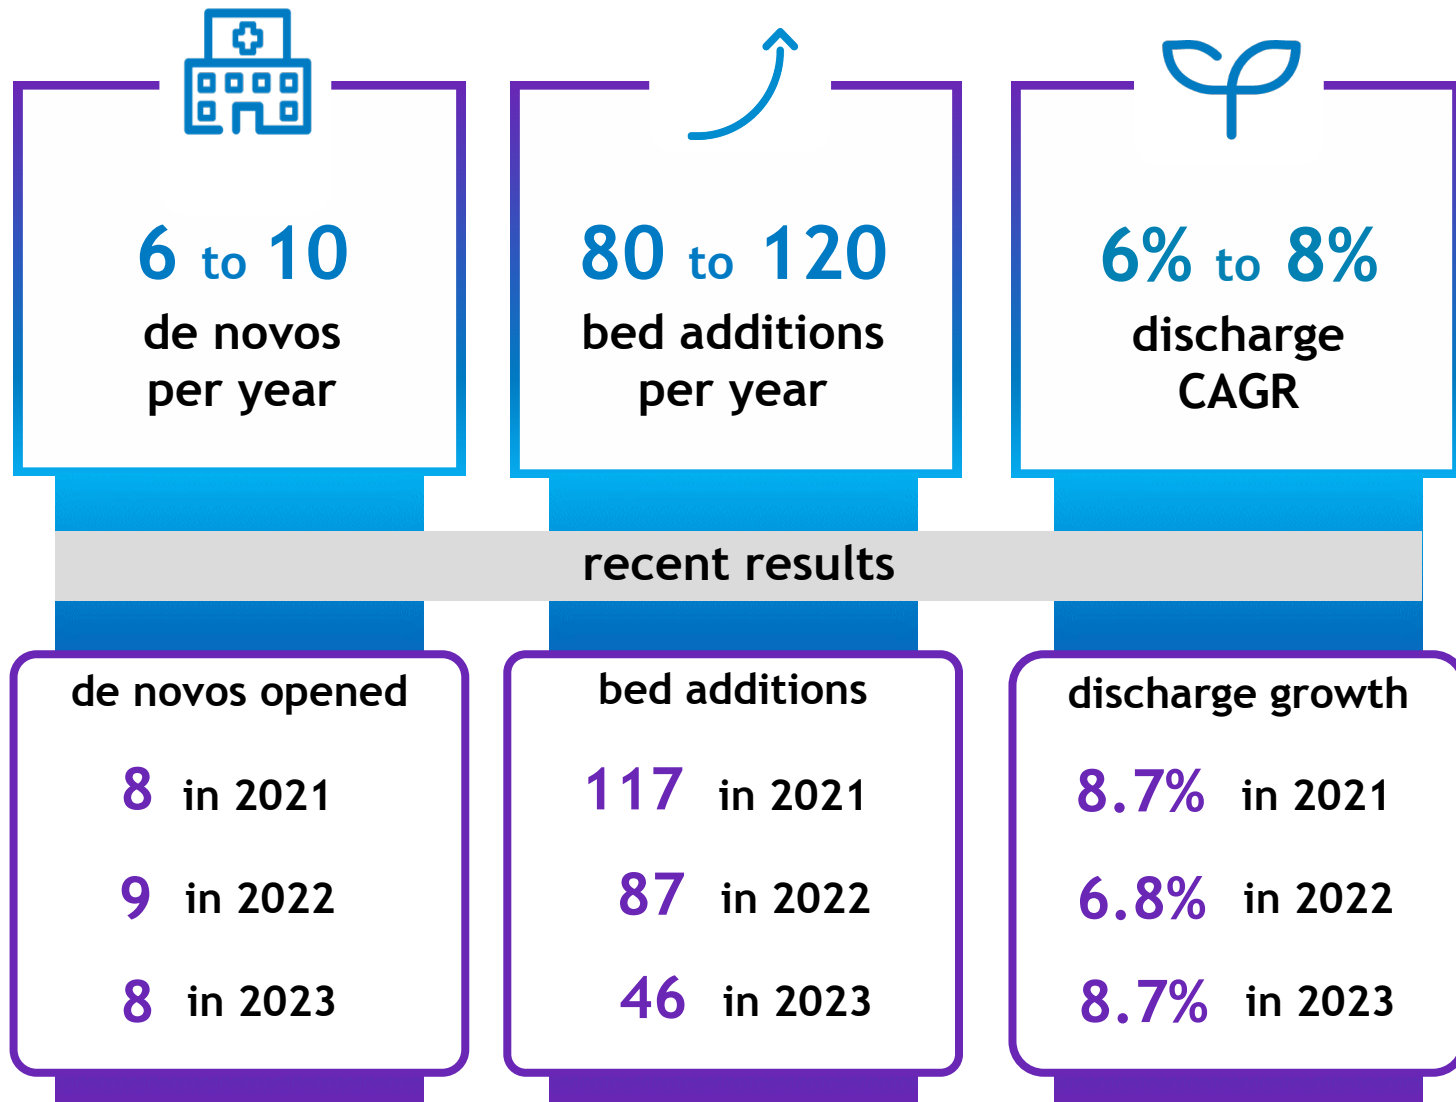 6 to 10
de novos
per year
80 to 120
bed additions
per year
6% to 8%
discharge
CAGR
recent results
de novos opened
8 in 2021
9 in 2022
8 in 2023
bed additions
117 in 2021
87 in 2022
46 in 2023
discharge growth
8.7% in 2021
6.8% in 2022
8.7% in 2023